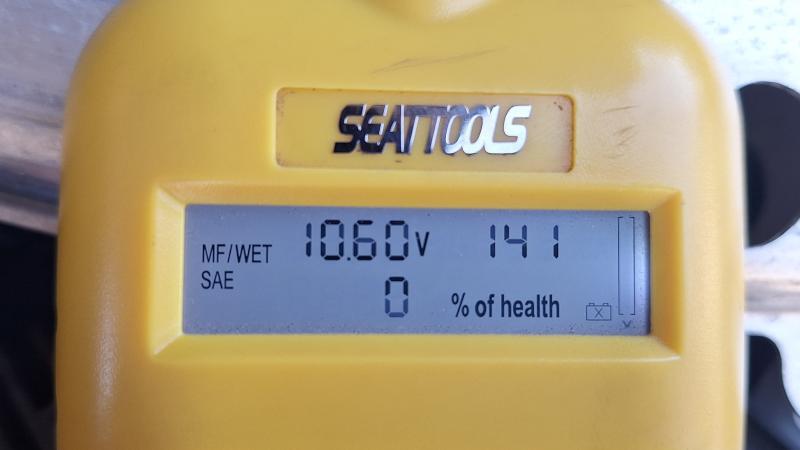 SEATTOOLS
MF/WET 10.60V 141
SAE 0 % of health